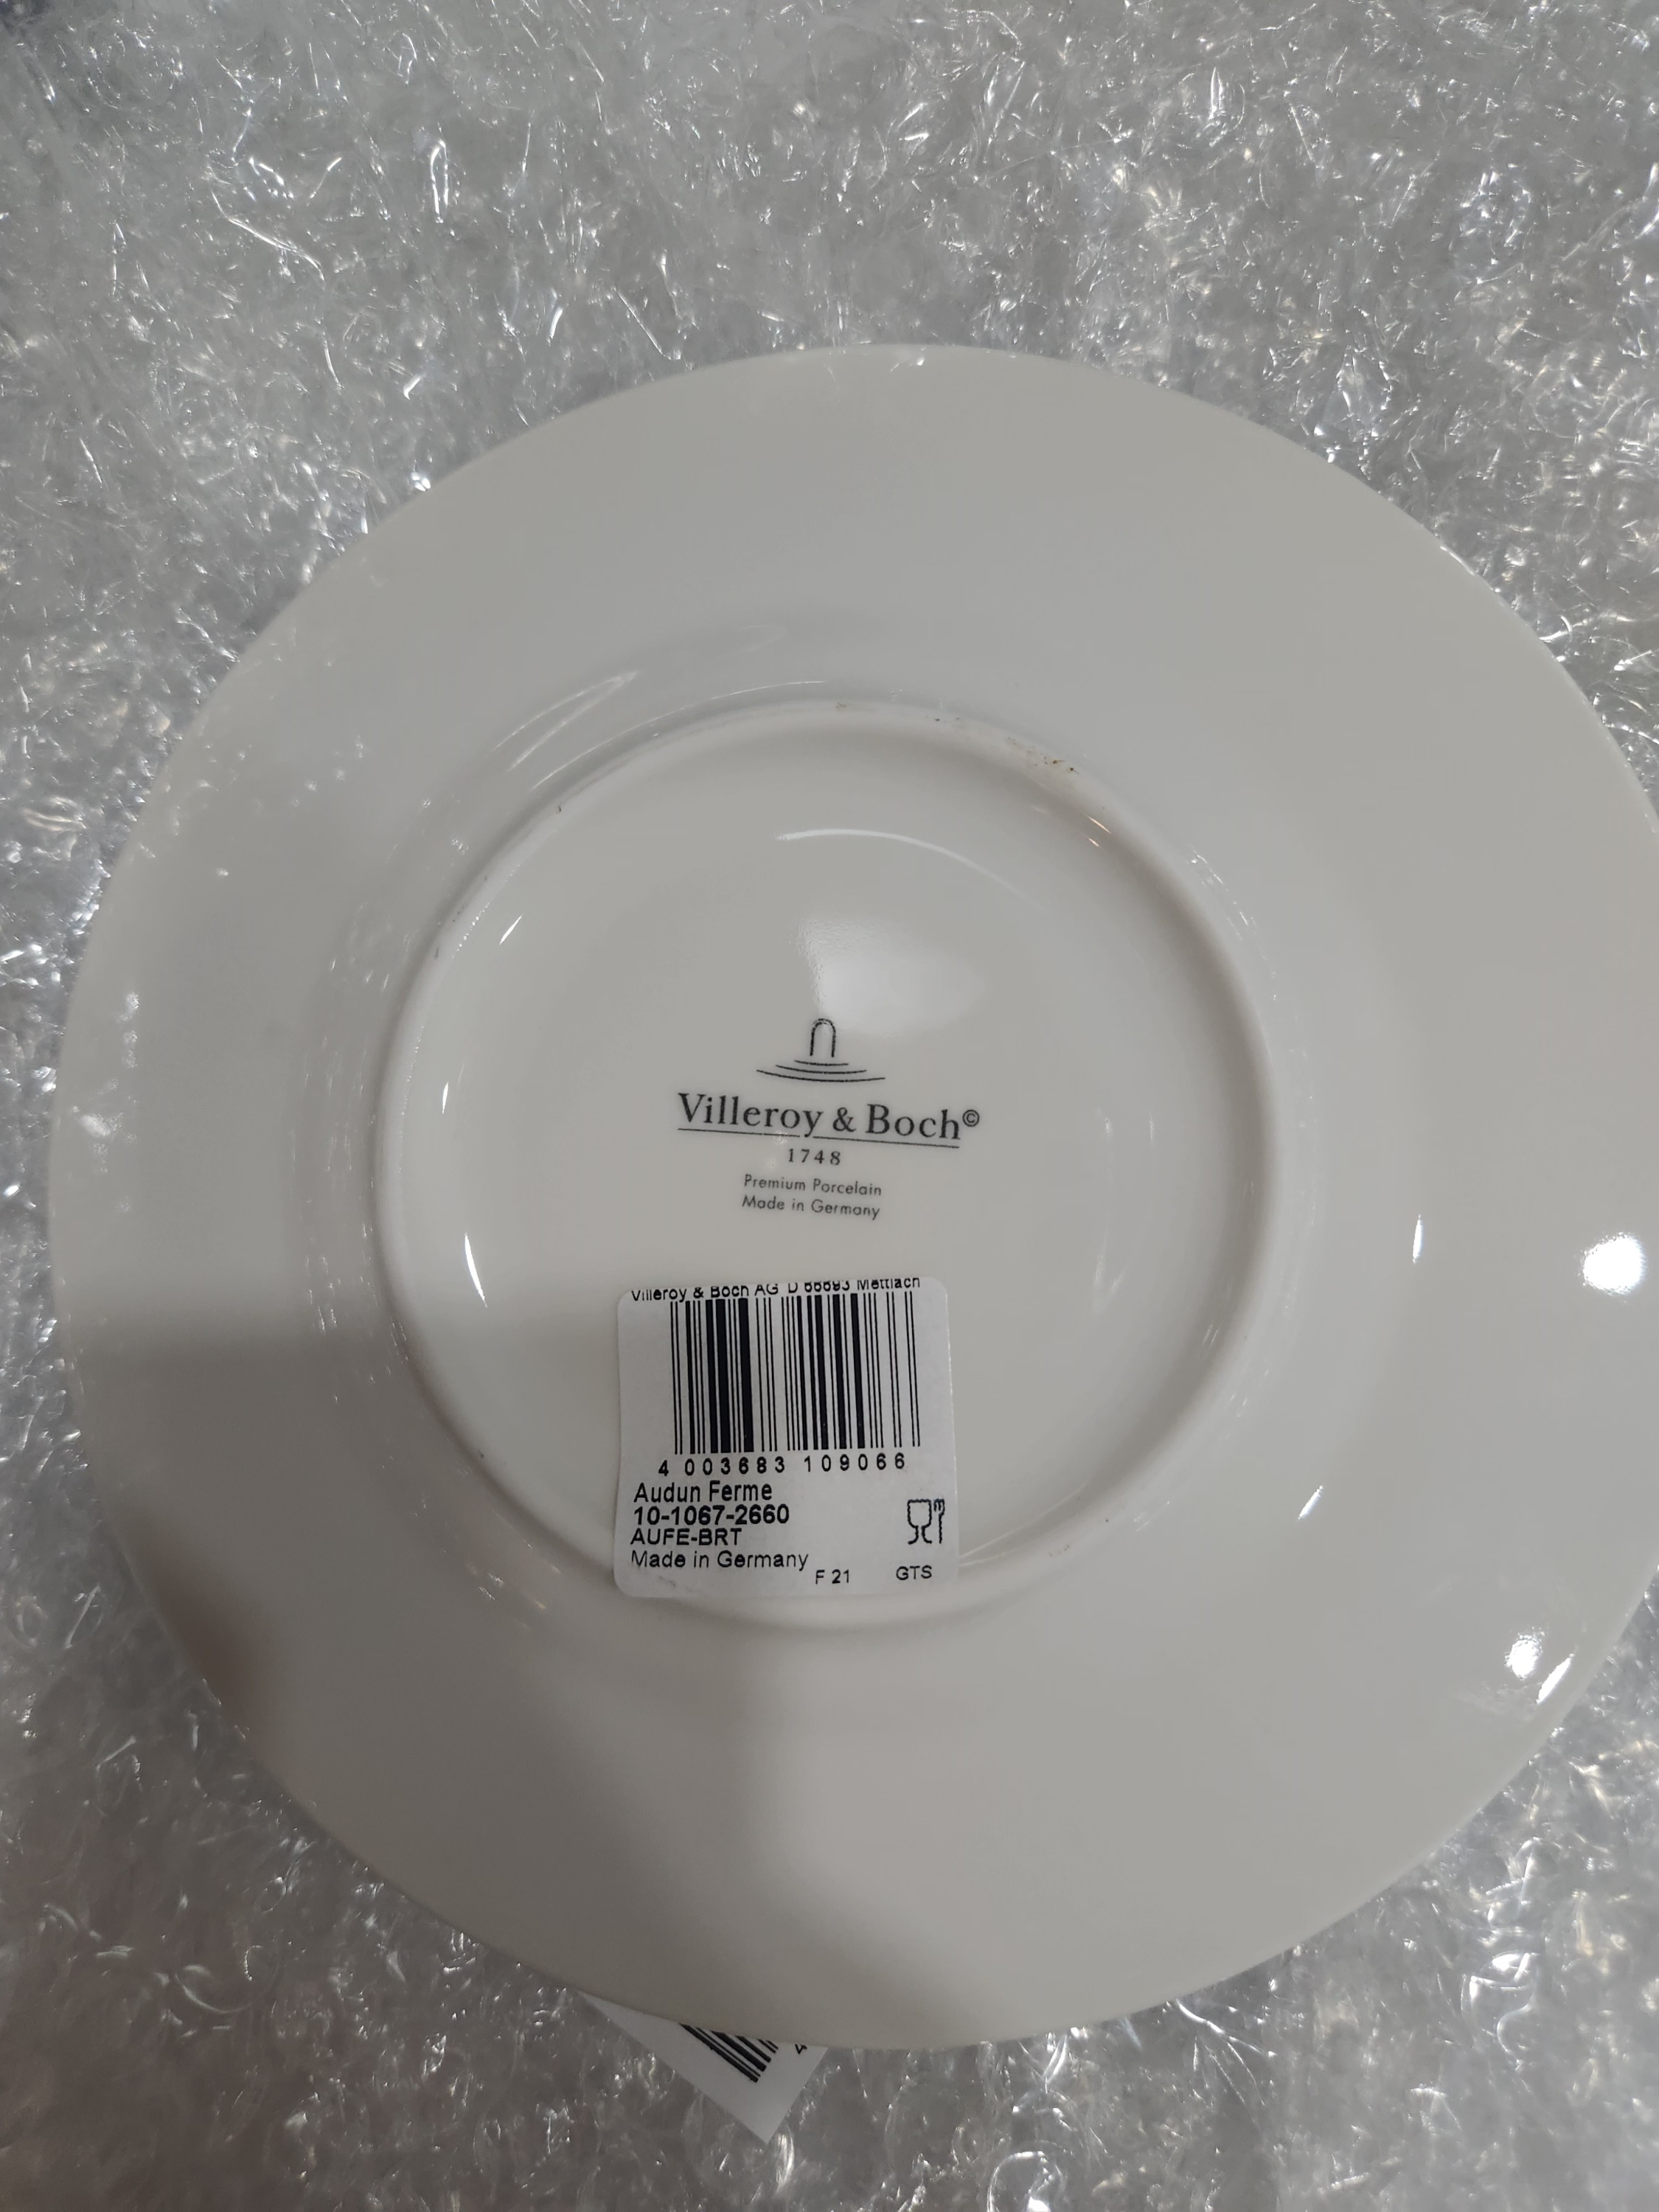 Villeroy & Boch©
1748
Premium Porcelain
Made in Germany
Villeroy & Boch AG D 66693 Mettlach
4 003683 109066
Audun Ferme
10-1067-2660
AUFE-BRT
Made in Germany
F 21 GTS